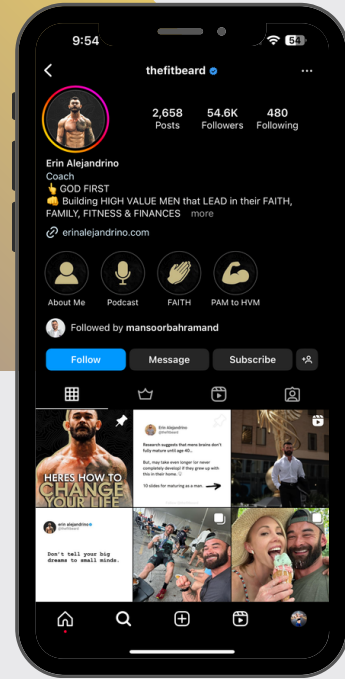 9:54
54
thefitbeard
2,658 54.6K 480
Posts Followers Following
Erin Alejandrino
Coach
GOD FIRST
Building HIGH VALUE MEN that LEAD in their FAITH,
FAMILY, FITNESS & FINANCES more
erinalejandrino.com
About Me Podcast FAITH PAM to HVM
Followed by mansoorbahramand
Follow Message Subscribe
HERES HOW TO
CHANGE
YOUR LIFE
Erin Alejandrino
@thefitbeard
Research suggests that mens brains don't
fully mature until age 40...
But, may take even longer (or never
completely develop) if they grew up with
this in their home.
10 slides for maturing as a man.
erin alejandrino
@thefitbeard
Don't tell your big
dreams to small minds.